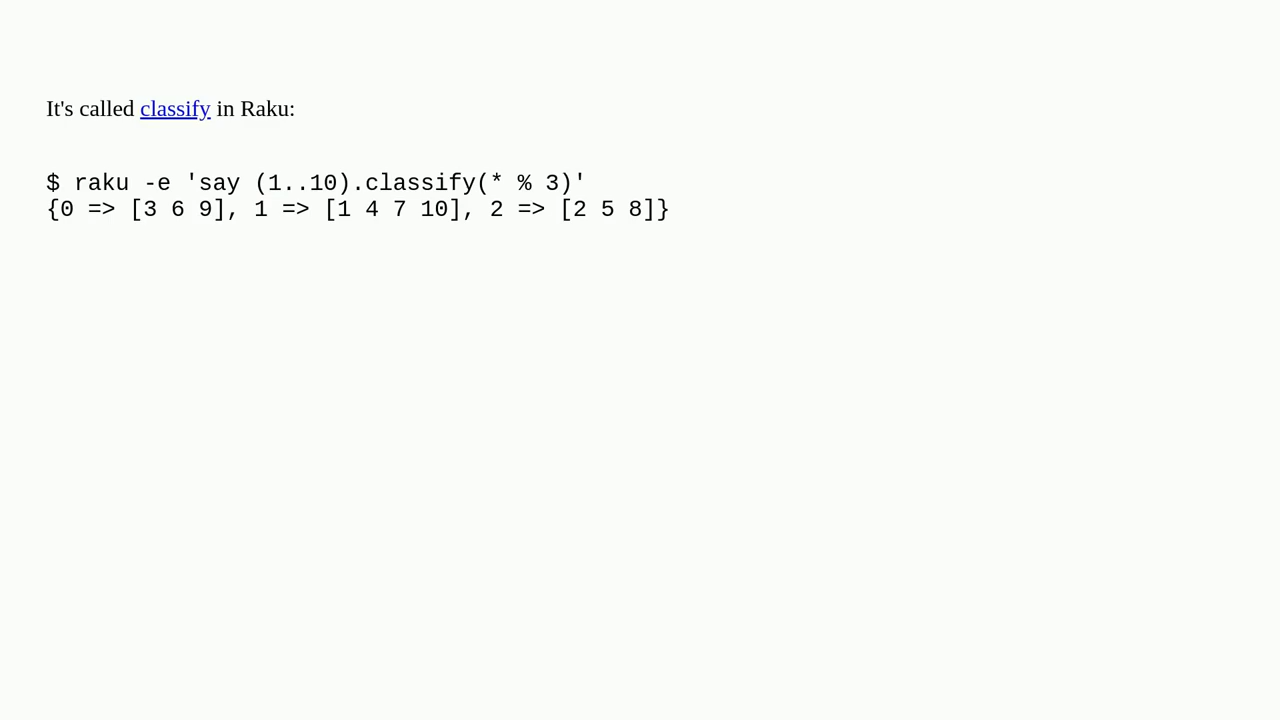 It's called classify in Raku:
$ raku -e 'say (1..10).classify(* % 3)'
{0 => [3 6 9], 1 => [1 4 7 10], 2 => [2 5 8]}